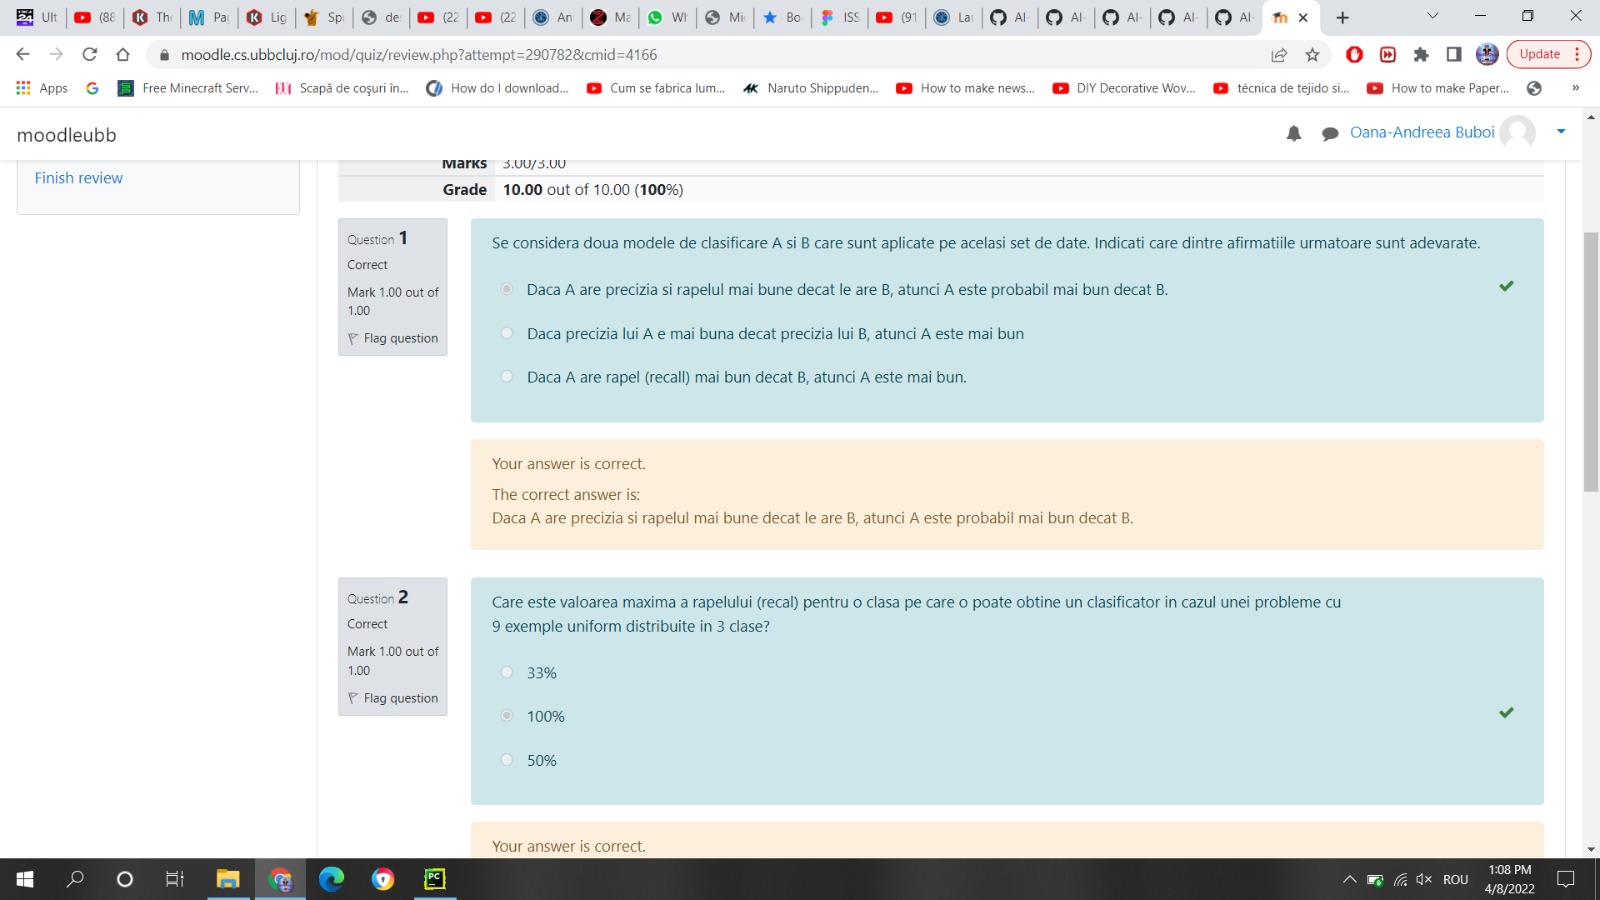 Ult
(88
Th
Pa
Lig
Sp
de
(22
(22
An
Ma
Wh
Mi
Bo
ISS
(91
La
AI-
AI-
AI-
AI-
AI-
moodle.cs.ubbcluj.ro/mod/quiz/review.php?attempt=290782&cmid=4166
Update
Apps
Free Minecraft Serv...
Scapă de coșuri în...
How do I download...
Cum se fabrica lum...
Naruto Shippuden...
How to make news...
DIY Decorative Wov...
técnica de tejido si...
How to make Paper...
»
moodleubb
Oana-Andreea Buboi
Finish review
Marks 3.00/3.00
Grade 10.00 out of 10.00 (100%)
Question 1
Correct
Mark 1.00 out of
1.00
Flag question
Se considera doua modele de clasificare A si B care sunt aplicate pe acelasi set de date. Indicati care dintre afirmatiile urmatoare sunt adevarate.
Daca A are precizia si rapelul mai bune decat le are B, atunci A este probabil mai bun decat B.
Daca precizia lui A e mai buna decat precizia lui B, atunci A este mai bun
Daca A are rapel (recall) mai bun decat B, atunci A este mai bun.
Your answer is correct.
The correct answer is:
Daca A are precizia si rapelul mai bune decat le are B, atunci A este probabil mai bun decat B.
Question 2
Correct
Mark 1.00 out of
1.00
Flag question
Care este valoarea maxima a rapelului (recal) pentru o clasa pe care o poate obtine un clasificator in cazul unei probleme cu
9 exemple uniform distribuite in 3 clase?
33%
100%
50%
Your answer is correct.
PC
ROU
1:08 PM
4/8/2022